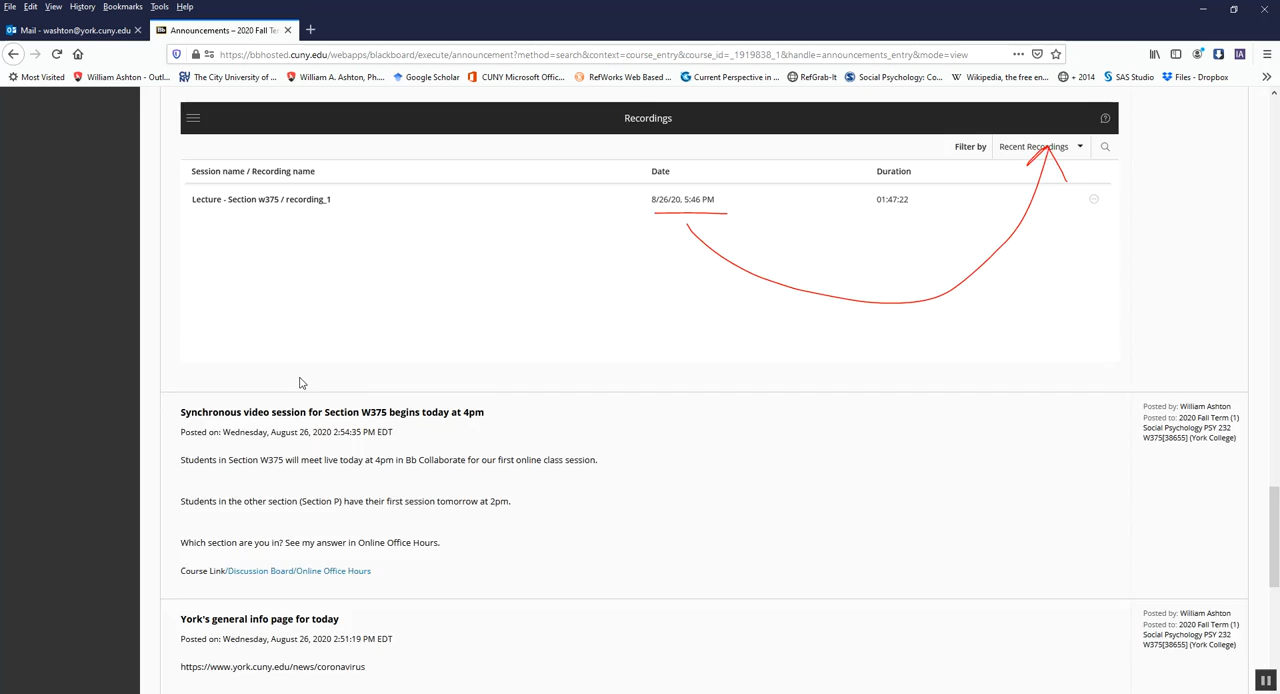 File Edit View History Bookmarks Tools Help
Mail - washton@york.cuny.edu
Bb Announcements – 2020 Fall Te
https://bbhosted.cuny.edu/webapps/blackboard/execute/announcement?method=search&context=course_entry&course_id=_1919838_1&handle=announcements_entry&mode=view
Most Visited William Ashton - Outl... The City University of ... William A. Ashton, Ph.... Google Scholar CUNY Microsoft Offic... RefWorks Web Based ... Current Perspective in ... RefGrab-It Social Psychology: Co... Wikipedia, the free en... + 2014 SAS Studio Files - Dropbox
Recordings
Filter by Recent Recordings
Session name / Recording name Date Duration
Lecture - Section w375 / recording_1 8/26/20, 5:46 PM 01:47:22
Synchronous video session for Section W375 begins today at 4pm
Posted on: Wednesday, August 26, 2020 2:54:35 PM EDT
Students in Section W375 will meet live today at 4pm in Bb Collaborate for our first online class session.
Students in the other section (Section P) have their first session tomorrow at 2pm.
Which section are you in? See my answer in Online Office Hours.
Course Link/Discussion Board/Online Office Hours
Posted by: William Ashton
Posted to: 2020 Fall Term (1)
Social Psychology PSY 232
W375[38655] (York College)
York's general info page for today
Posted on: Wednesday, August 26, 2020 2:51:19 PM EDT
https://www.york.cuny.edu/news/coronavirus
Posted by: William Ashton
Posted to: 2020 Fall Term (1)
Social Psychology PSY 232
W375[38655] (York College)